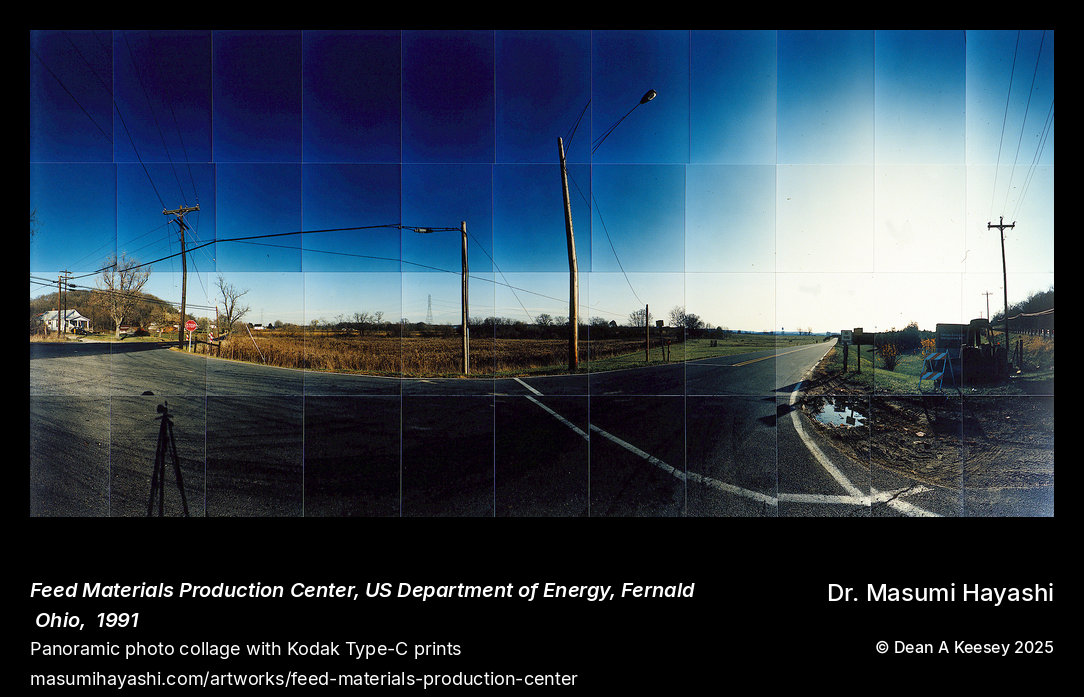 Feed Materials Production Center, US Department of Energy, Fernald
Ohio, 1991
Dr. Masumi Hayashi
Panoramic photo collage with Kodak Type-C prints
© Dean A Keesey 2025
masumihayashi.com/artworks/feed-materials-production-center